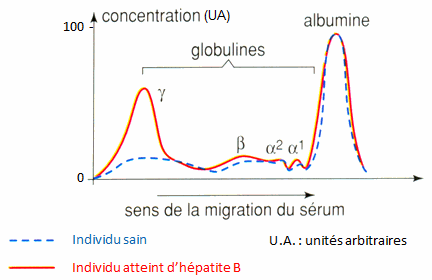 concentration (UA)
albumine
100
globulines
γ
β
α2
α1
0
sens de la migration du sérum
Individu sain
U.A. : unités arbitraires
Individu atteint d'hépatite B